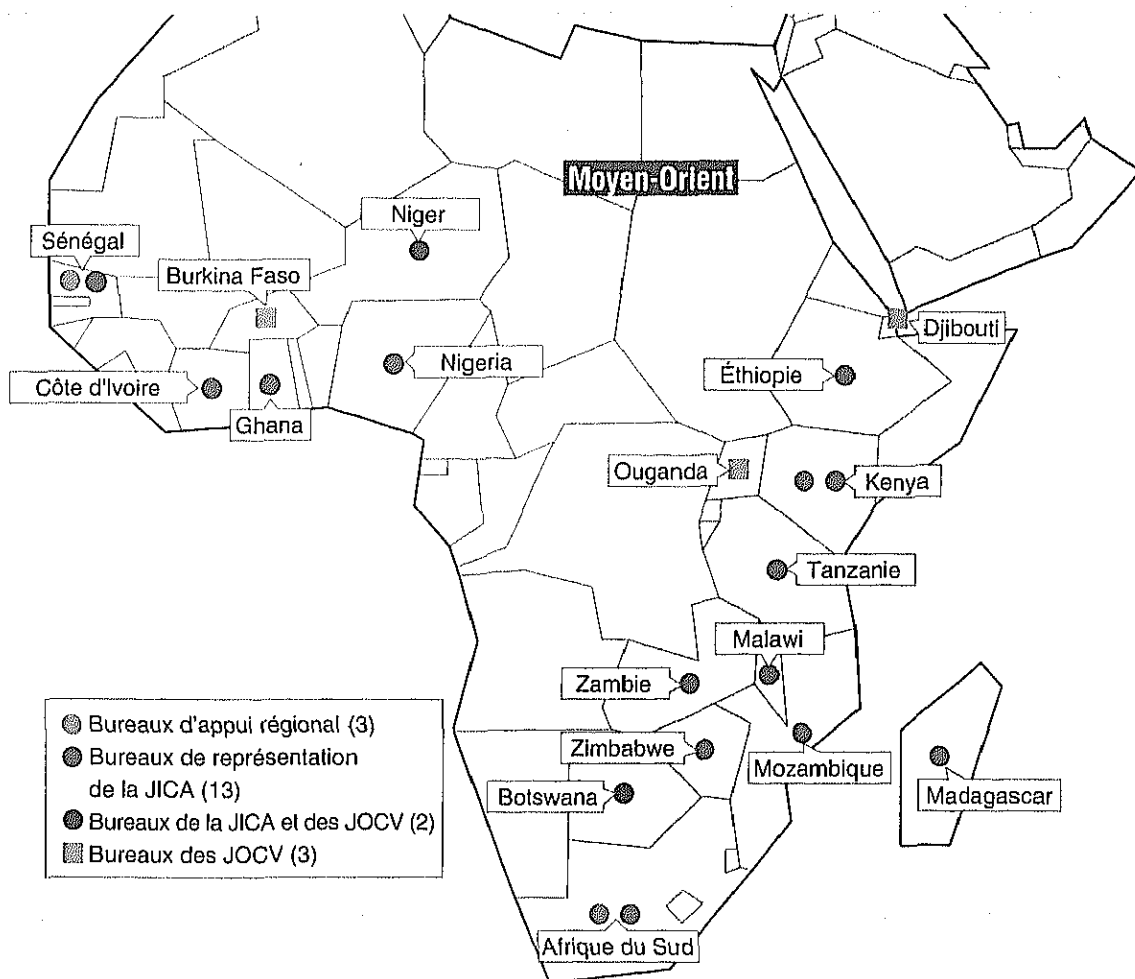 Moyen-Orient
Niger
Sénégal
Burkina Faso
Djibouti
Nigeria
Éthiopie
Côte d'Ivoire
Ghana
Ouganda
Kenya
Tanzanie
Malawi
Zambie
Zimbabwe
Mozambique
Botswana
Madagascar
Afrique du Sud
Bureaux d'appui régional (3)
Bureaux de représentation
de la JICA (13)
Bureaux de la JICA et des JOCV (2)
Bureaux des JOCV (3)